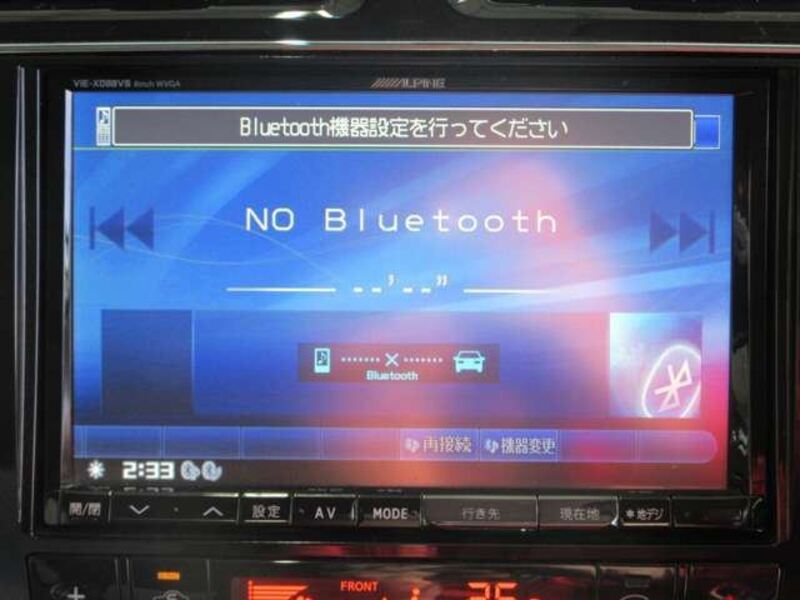 VIE-X088VS 8inch WVGA
ALPINE
Bluetooth機器設定を行ってください
NO Bluetooth
--'--"
Bluetooth
再接続 機器変更
2:33
開/閉 設定 AV MODE 行き先 現在地 *地デジ
FRONT